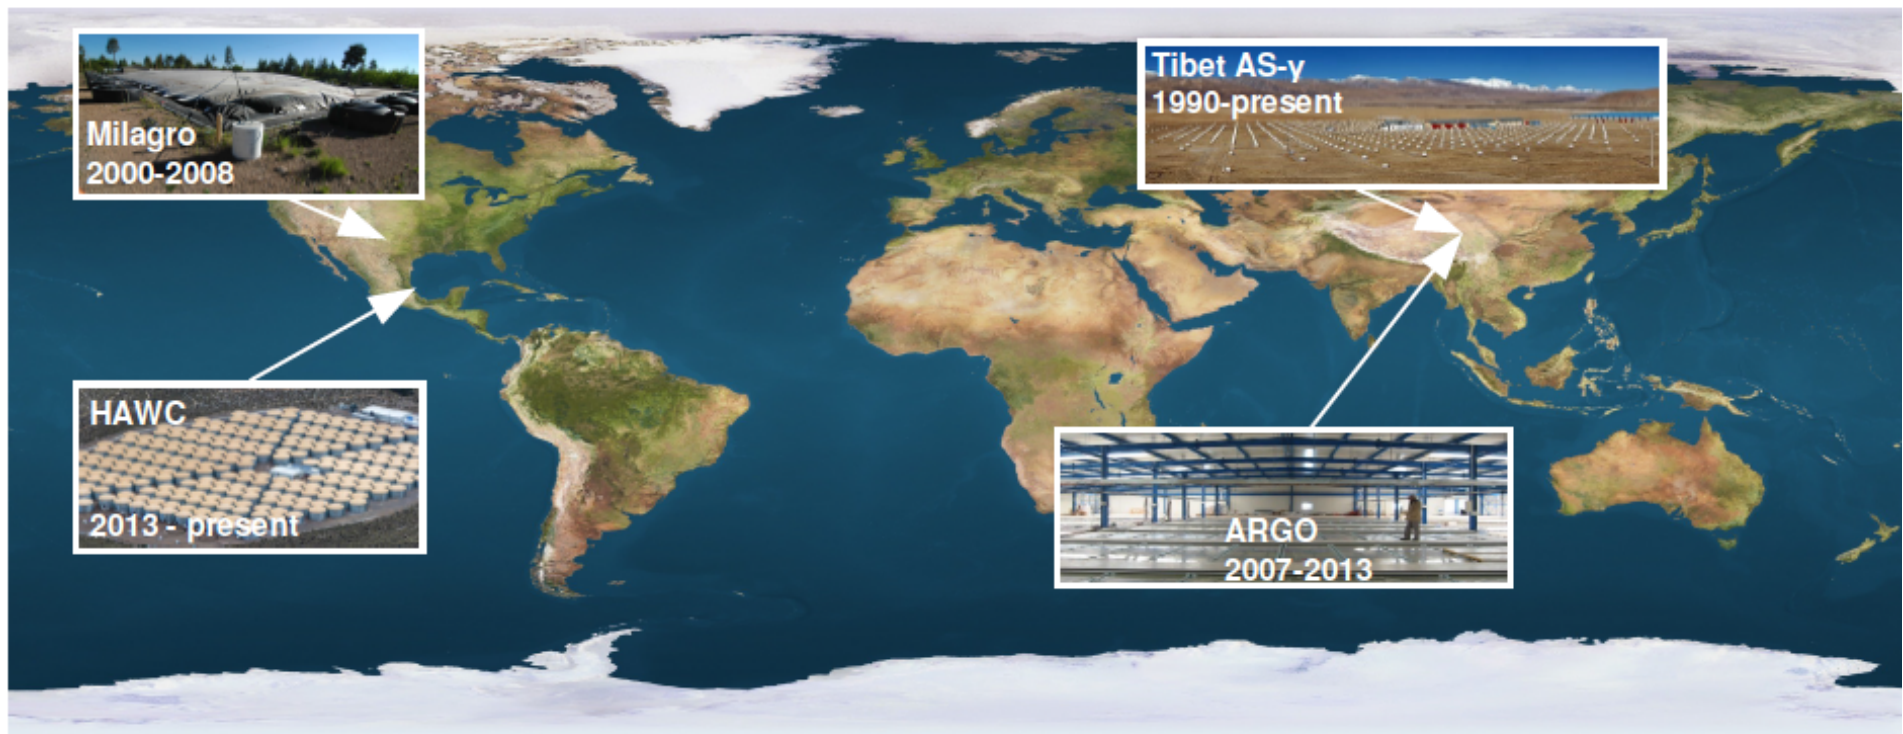 Milagro
2000-2008
Tibet AS-γ
1990-present
HAWC
2013 - present
ARGO
2007-2013